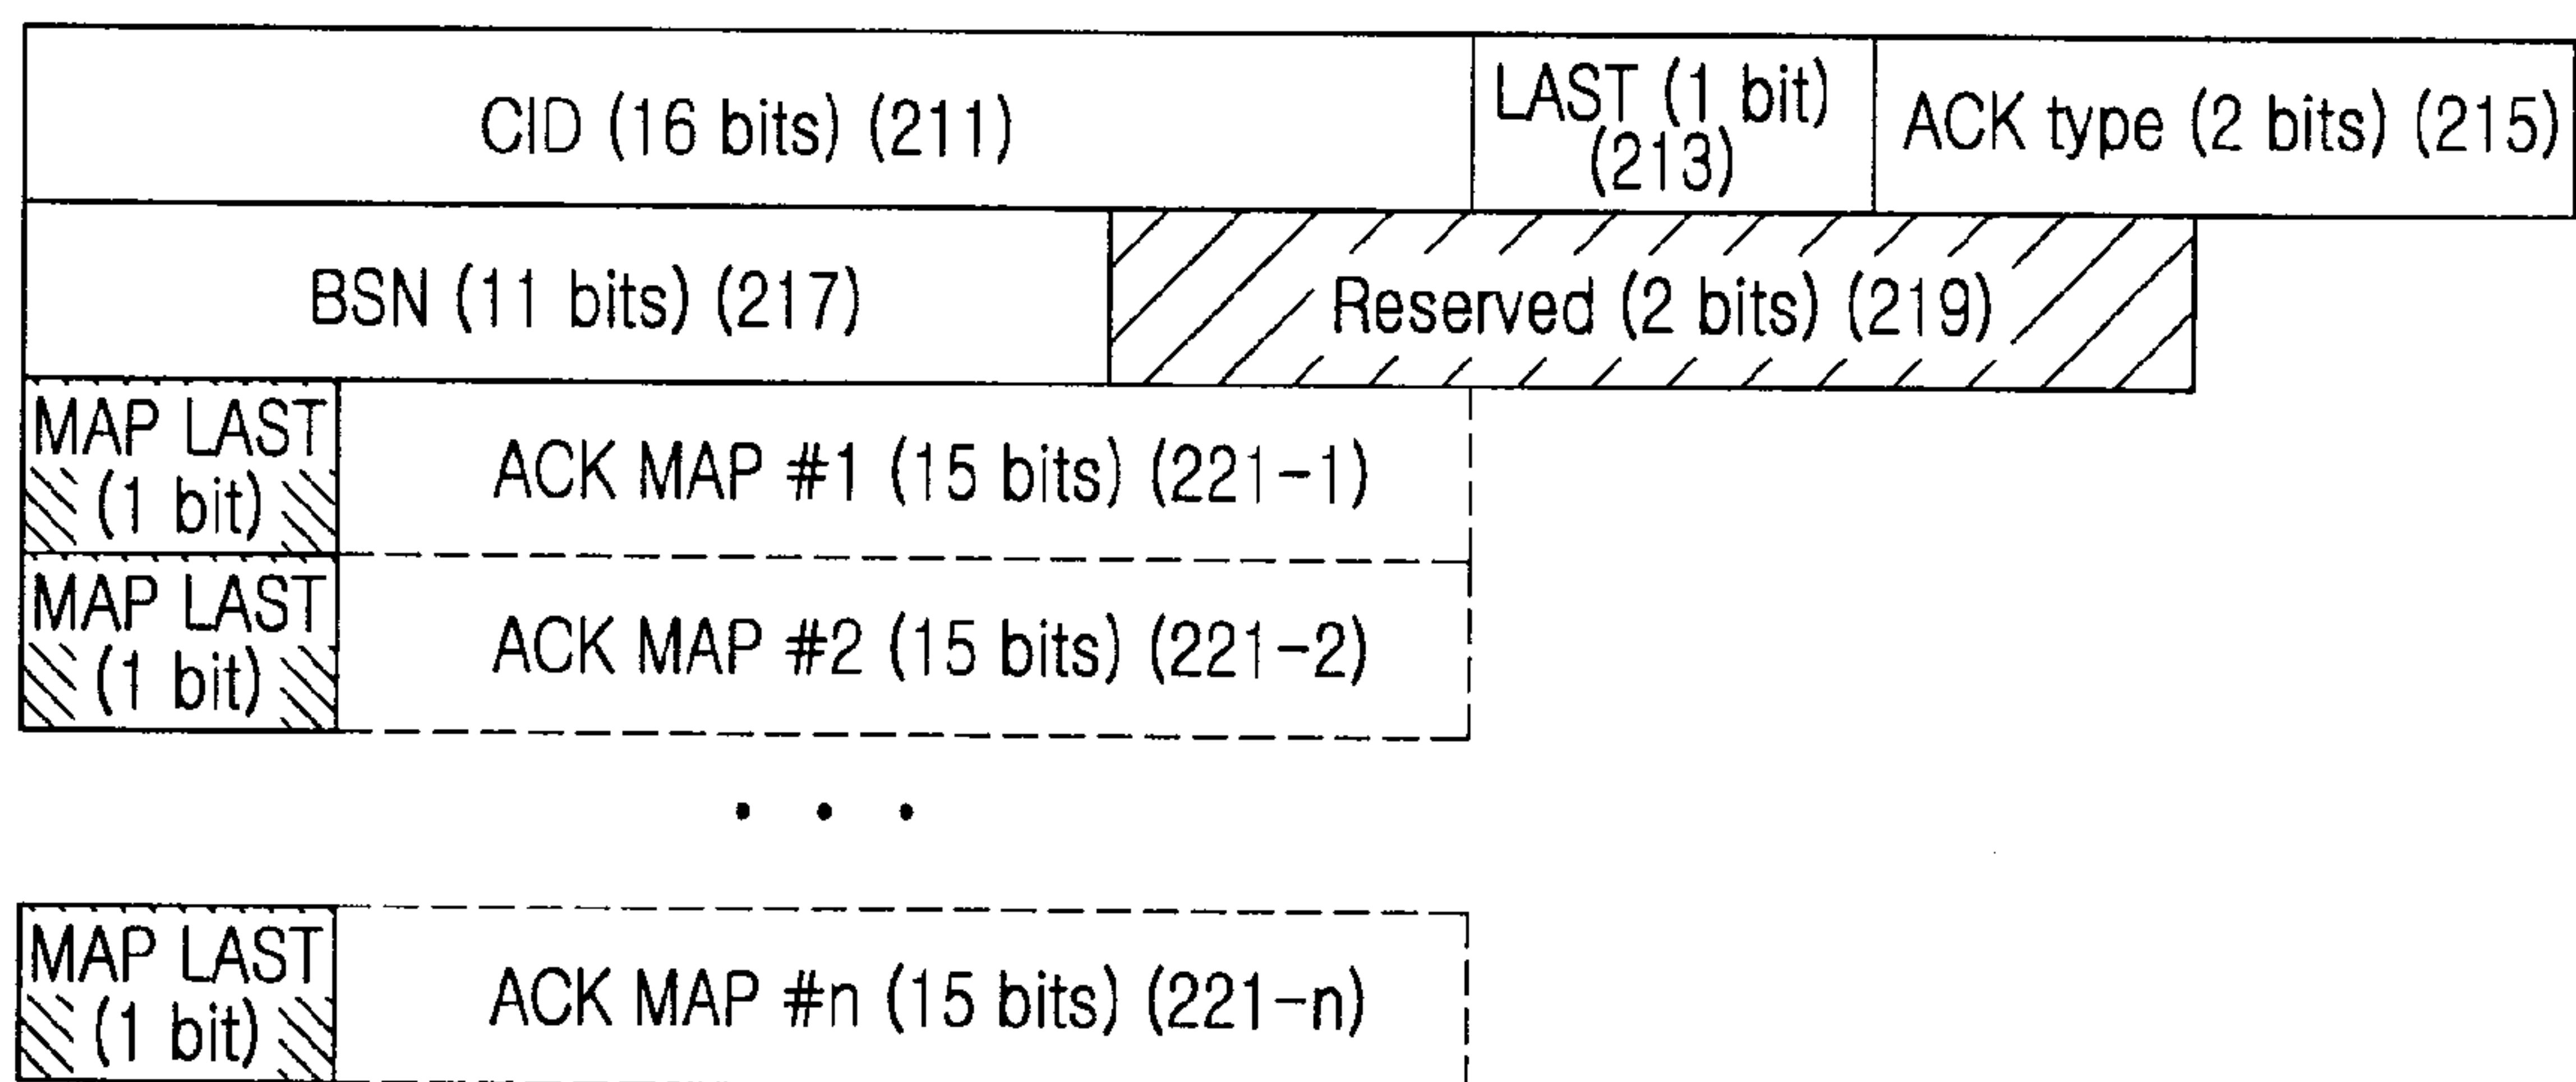 CID (16 bits) (211)
LAST (1 bit)
(213)
ACK type (2 bits) (215)
BSN (11 bits) (217)
Reserved (2 bits) (219)
MAP LAST
(1 bit)
ACK MAP #1 (15 bits) (221-1)
MAP LAST
(1 bit)
ACK MAP #2 (15 bits) (221-2)
• • •
MAP LAST
(1 bit)
ACK MAP #n (15 bits) (221-n)